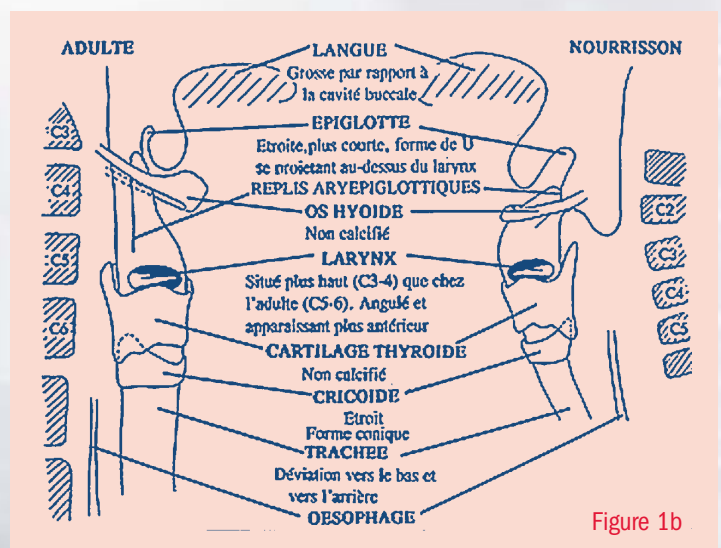 ADULTE
NOURRISSON
LANGUE
Grosse par rapport à
la cavité buccale
EPIGLOTTE
Etroite, plus courte, forme de U
se projetant au-dessus du larynx
REPLIS ARYEPIGLOTTIQUES
OS HYOIDE
Non calcifié
LARYNX
Situé plus haut (C3-4) que chez
l'adulte (C5-6). Angulé et
apparaissant plus antérieur
CARTILAGE THYROIDE
Non calcifié
CRICOIDE
Etroit
Forme conique
TRACHEE
Déviation vers le bas et
vers l'arrière
OESOPHAGE
C3
C4
C5
C6
C2
C3
C4
C5
Figure 1b